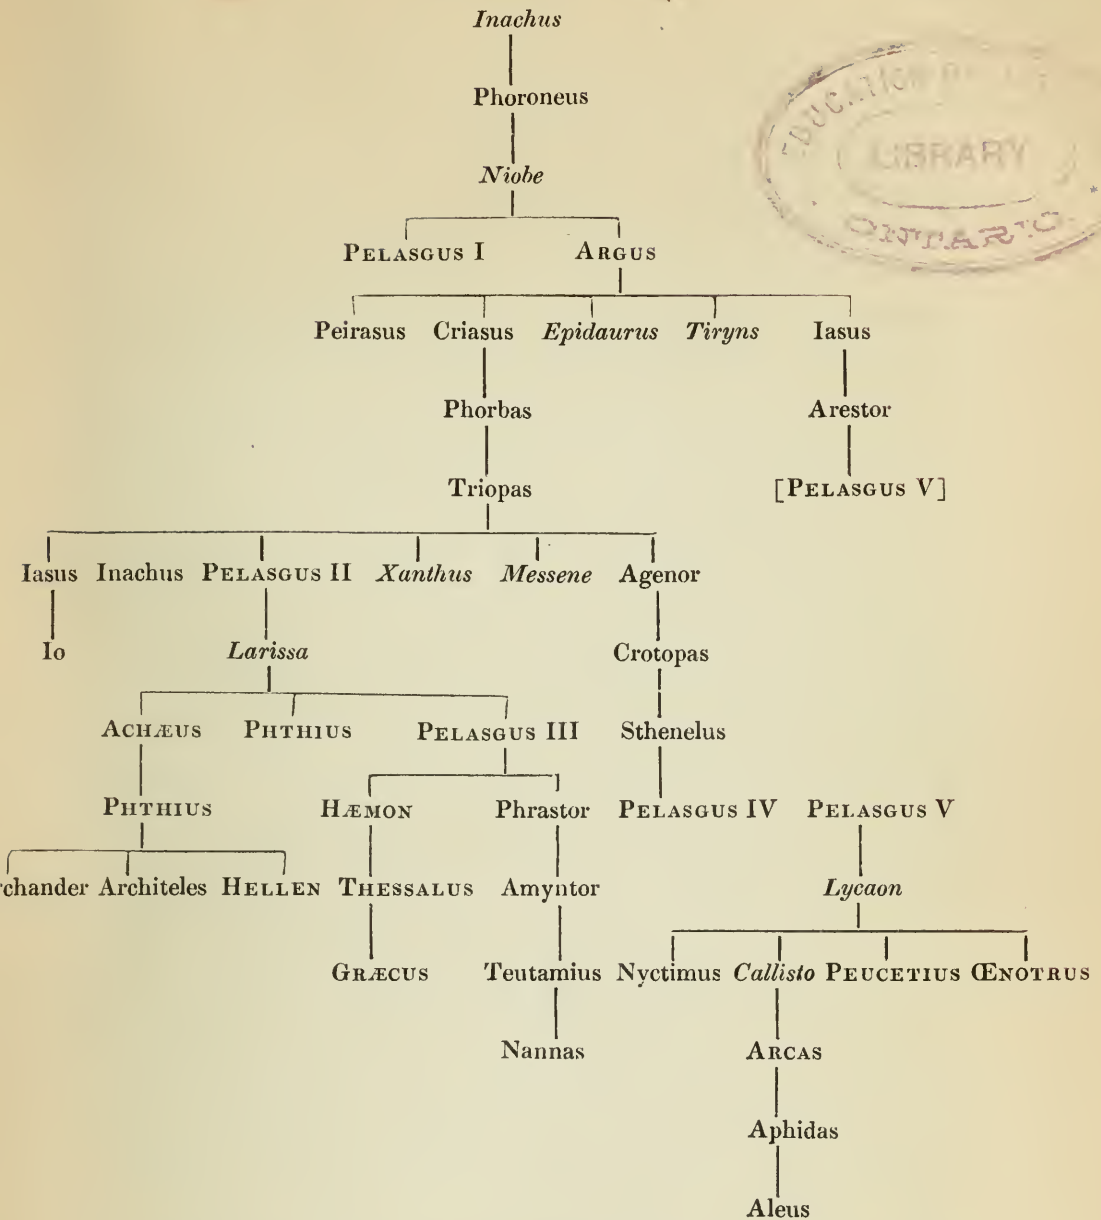 Inachus
Phoroneus
Niobe
PELASGUS I ARGUS
Peirasus Criasus Epidaurus Tiryns Iasus
Phorbas Arestor
Triopas [PELASGUS V]
Iasus Inachus PELASGUS II Xanthus Messene Agenor
Io Larissa Crotopas
ACHÆUS PHTHIUS PELASGUS III Sthenelus
PHTHIUS HÆMON Phrastor PELASGUS IV PELASGUS V
chander Architeles HELLEN THESSALUS Amyntor Lycaon
GRÆCUS Teutamius Nyctimus Callisto PEUCETIUS ŒNOTRUS
Nannas ARCAS
Aphidas
Aleus
LIBRARY
ONTARIO